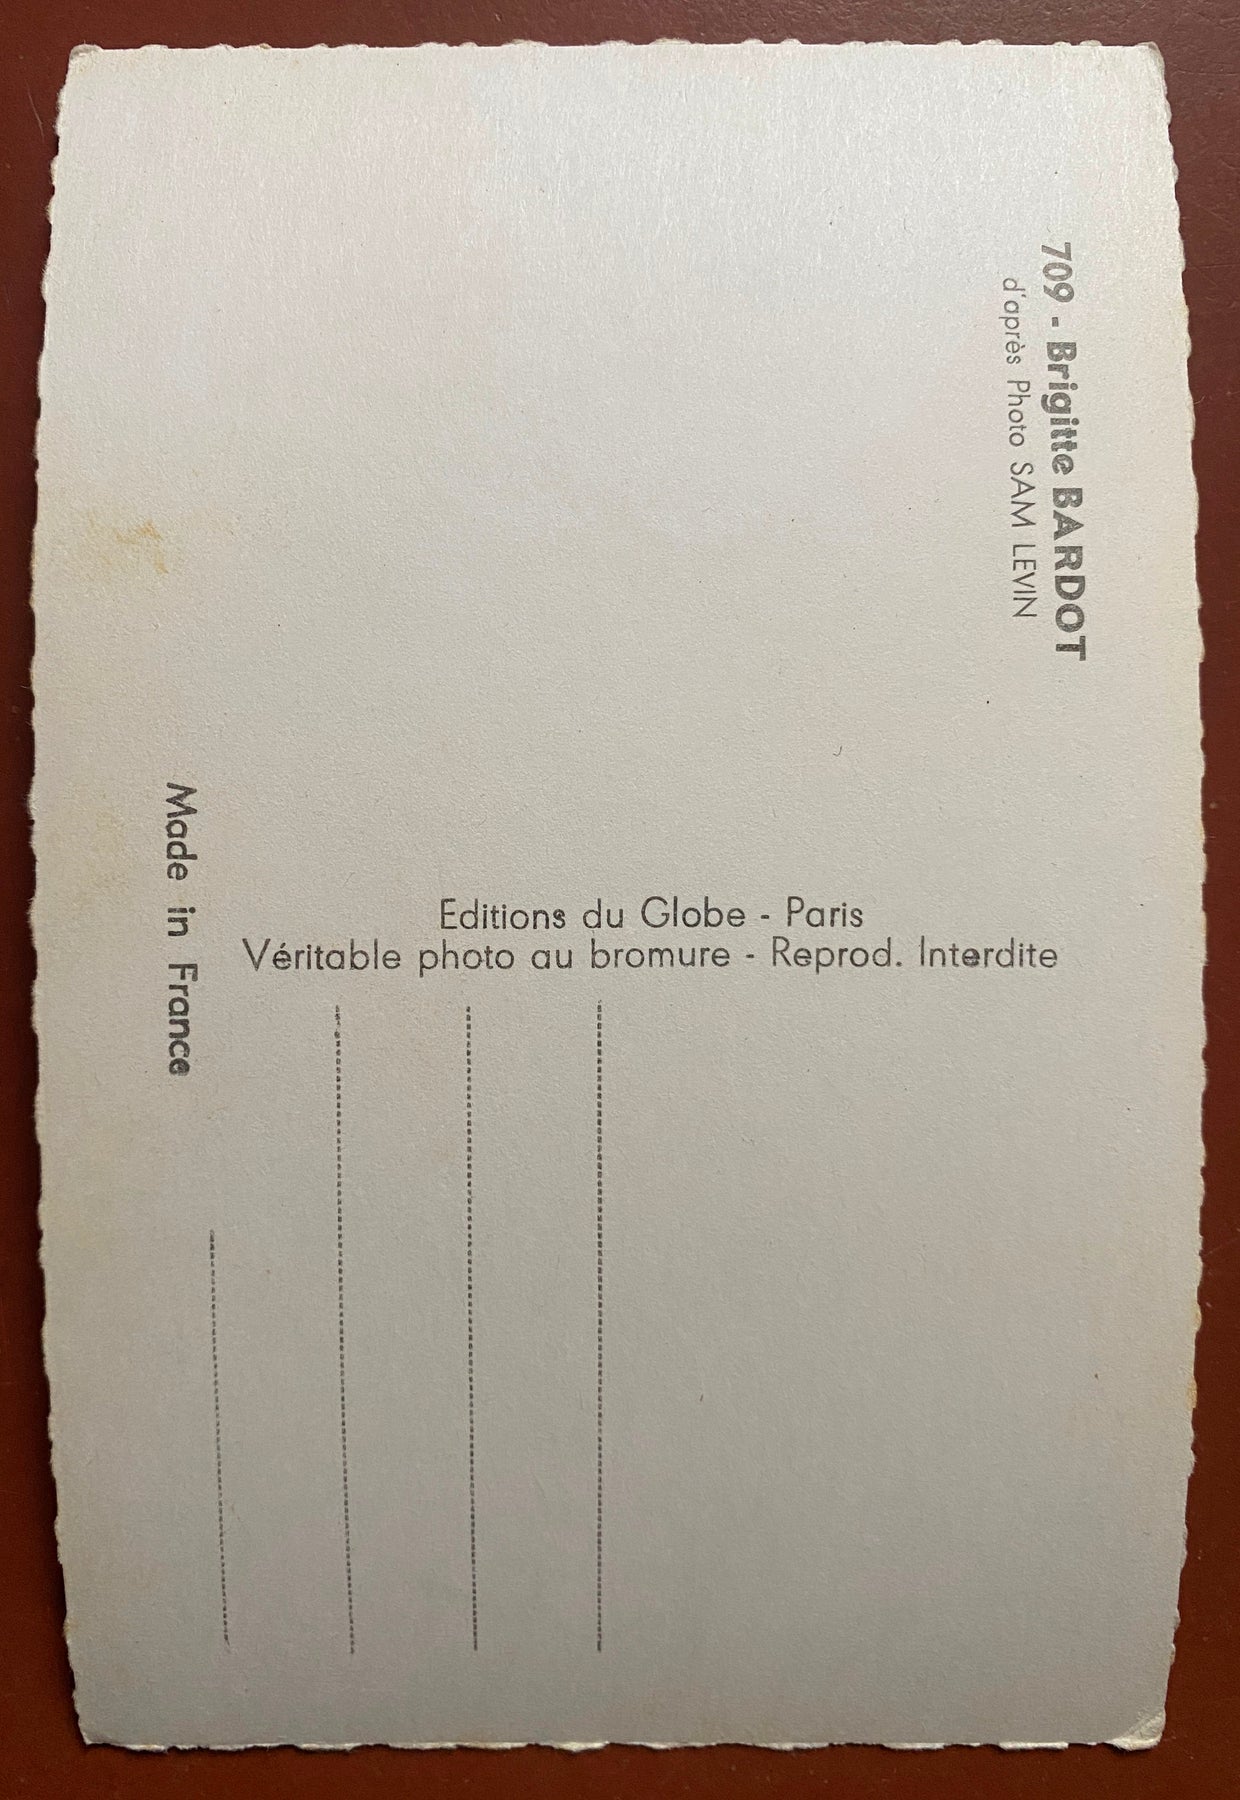 709 - Brigitte BARDOT
d'après Photo SAM LEVIN
Editions du Globe - Paris
Véritable photo au bromure - Reprod. Interdite
Made in France